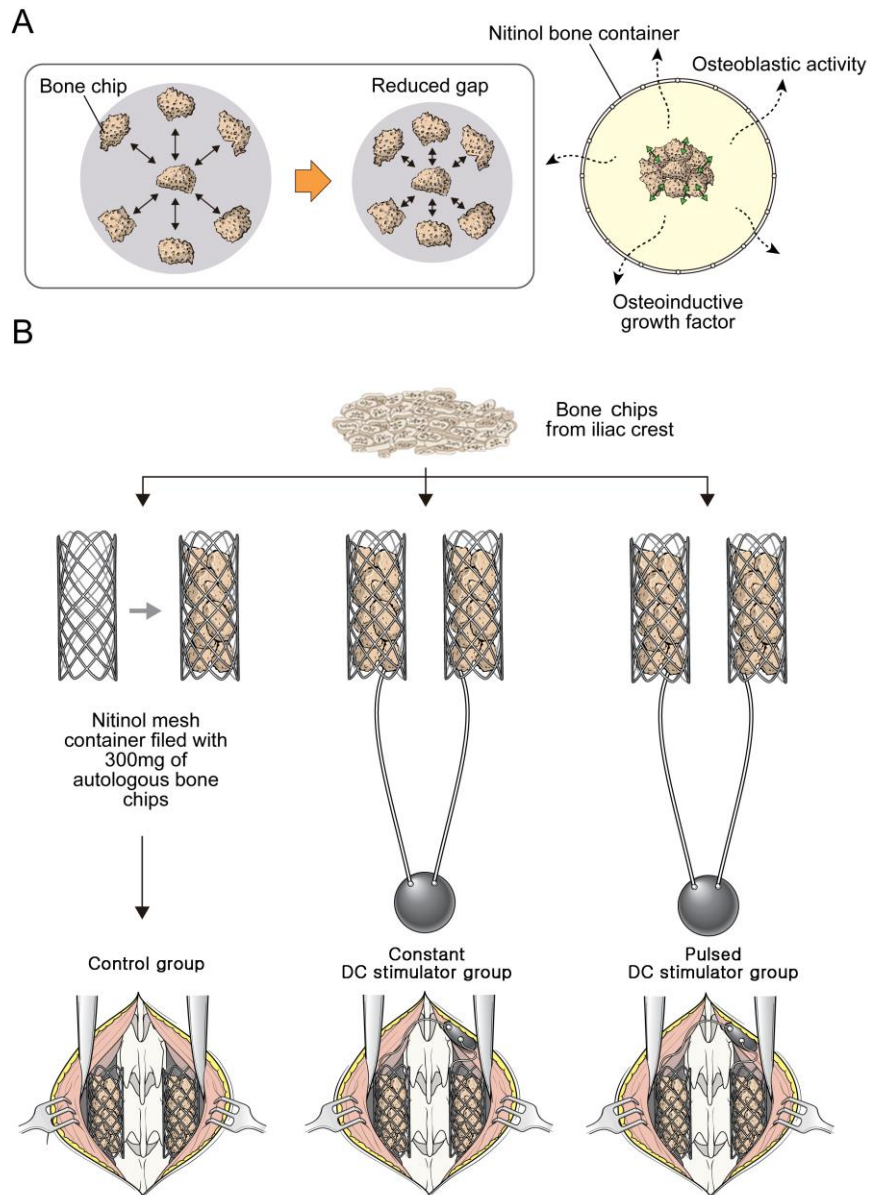 A
Bone chip
Reduced gap
Nitinol bone container
Osteoblastic activity
Osteoinductive
growth factor
B
Bone chips
from iliac crest
Nitinol mesh
container filed with
300mg of
autologous bone
chips
Control group
Constant
DC stimulator group
Pulsed
DC stimulator group